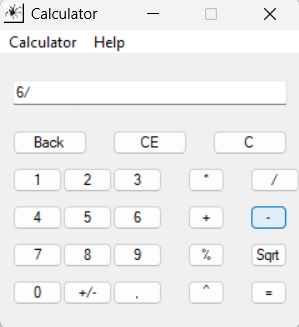 Calculator
Calculator Help
6/
Back CE C
1 2 3 * /
4 5 6 + -
7 8 9 % Sqrt
0 +/- , ^ =